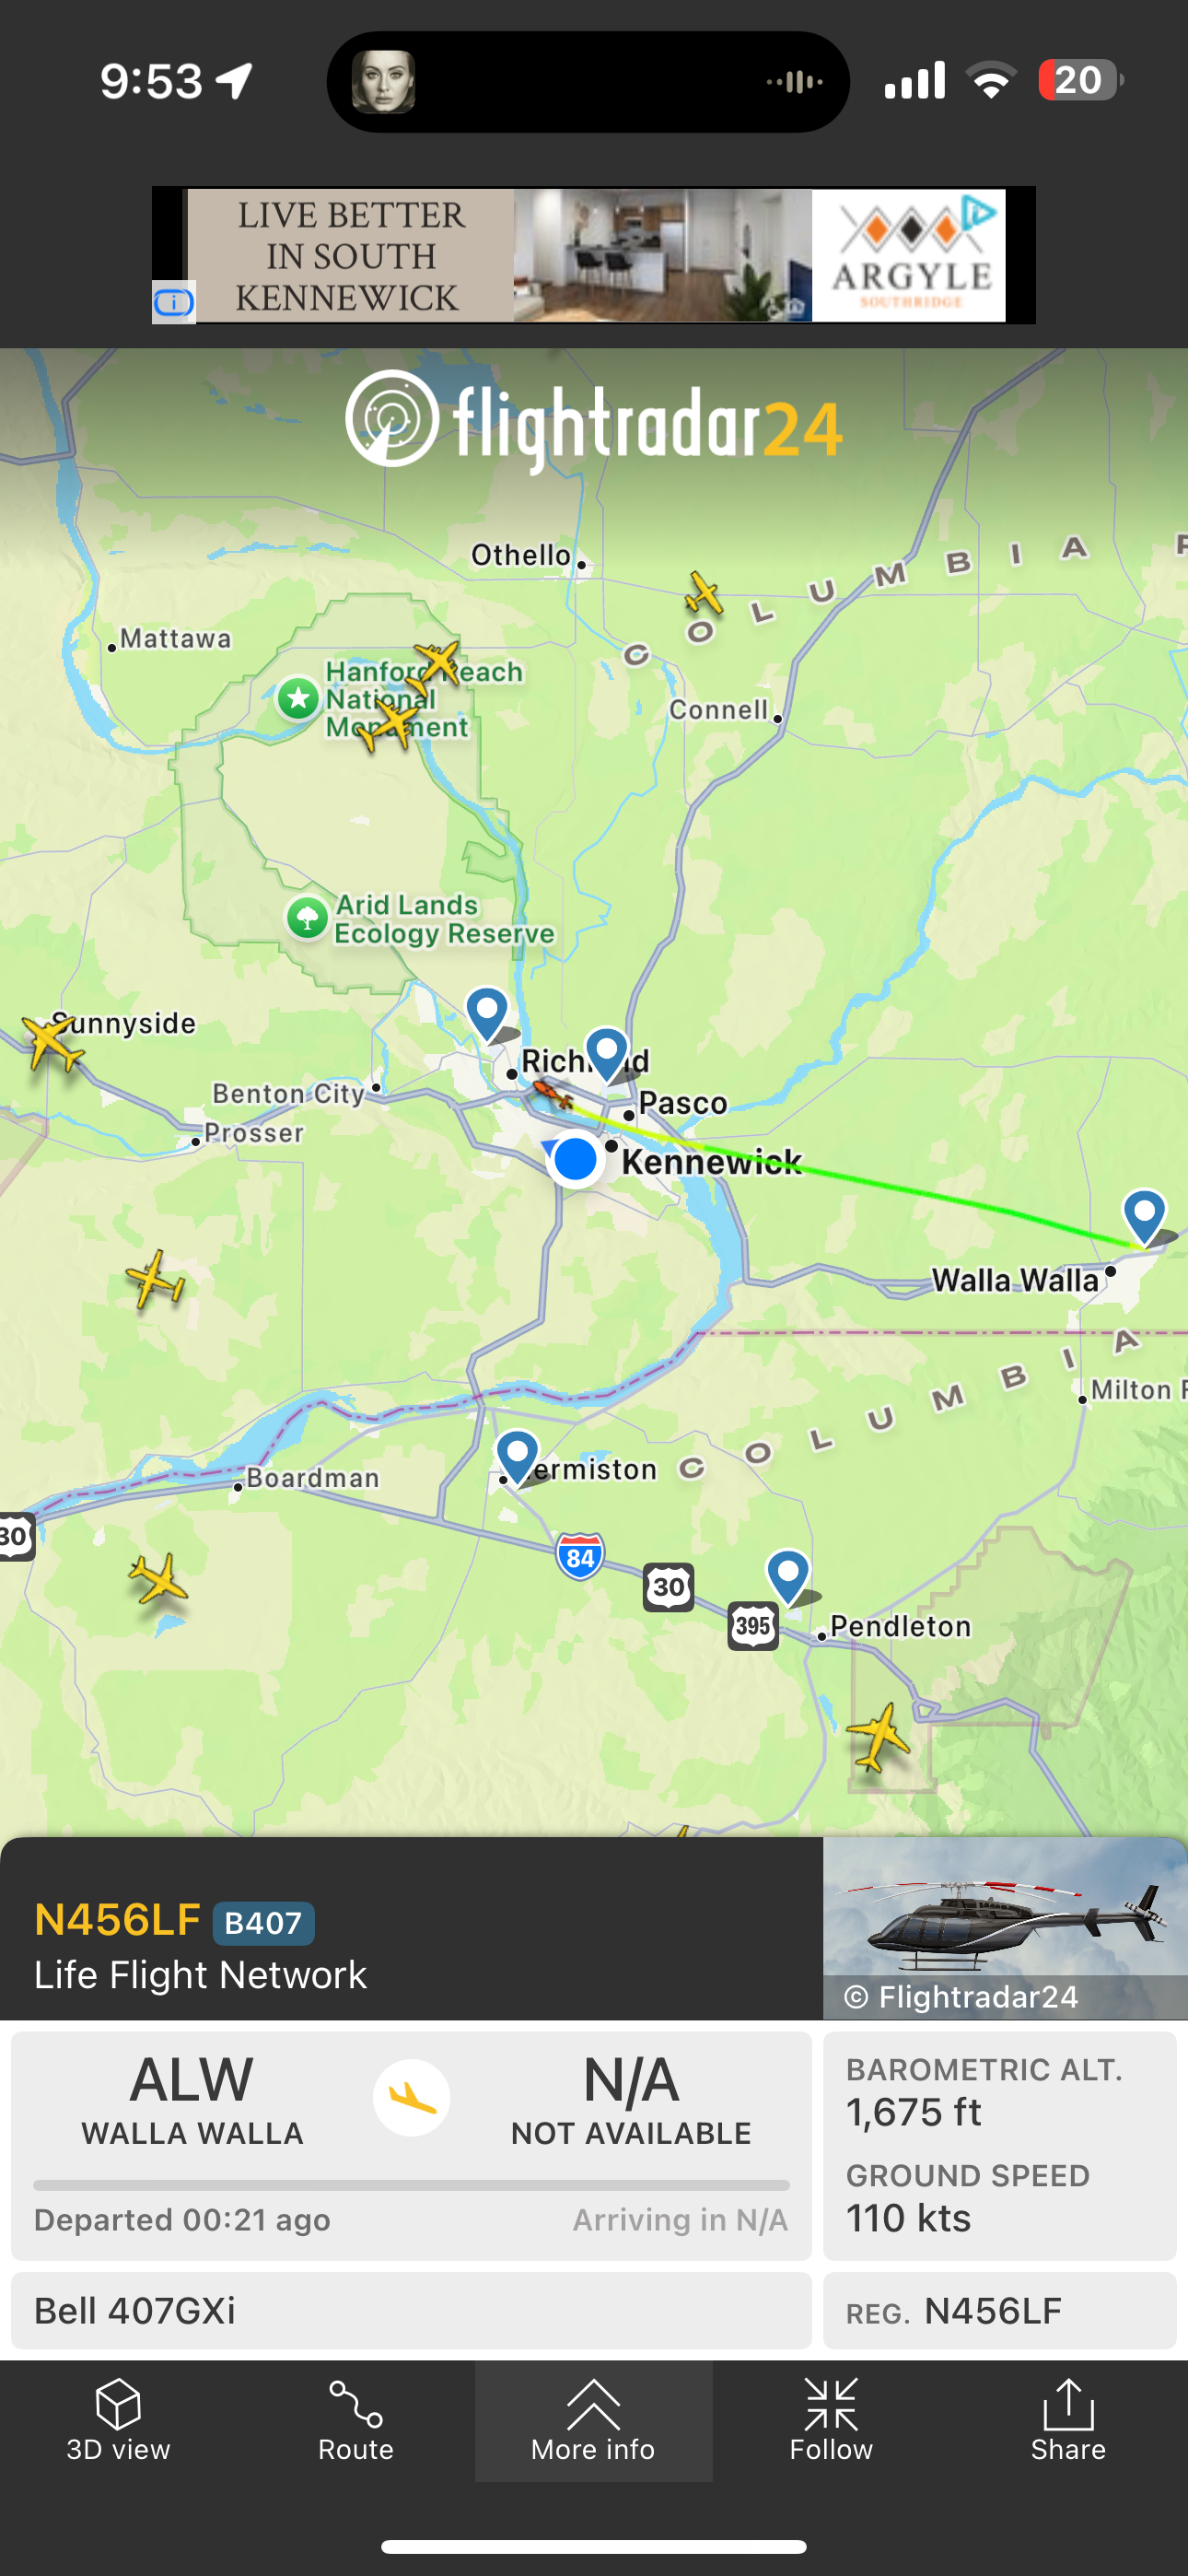 9:53
20
LIVE BETTER
IN SOUTH
KENNEWICK
ARGYLE
SOUTHRIDGE
flightradar24
Othello
COLUMBIA
Mattawa
Hanford Reach
National
Monument
Connell
Arid Lands
Ecology Reserve
Sunnyside
Richland
Benton City
Pasco
Prosser
Kennewick
Walla Walla
COLUMBIA
Milton F
Hermiston
Boardman
30
84
30
395
Pendleton
N456LF B407
Life Flight Network
© Flightradar24
ALW
WALLA WALLA
N/A
NOT AVAILABLE
BAROMETRIC ALT.
1,675 ft
GROUND SPEED
110 kts
Departed 00:21 ago
Arriving in N/A
Bell 407GXi
REG. N456LF
3D view
Route
More info
Follow
Share